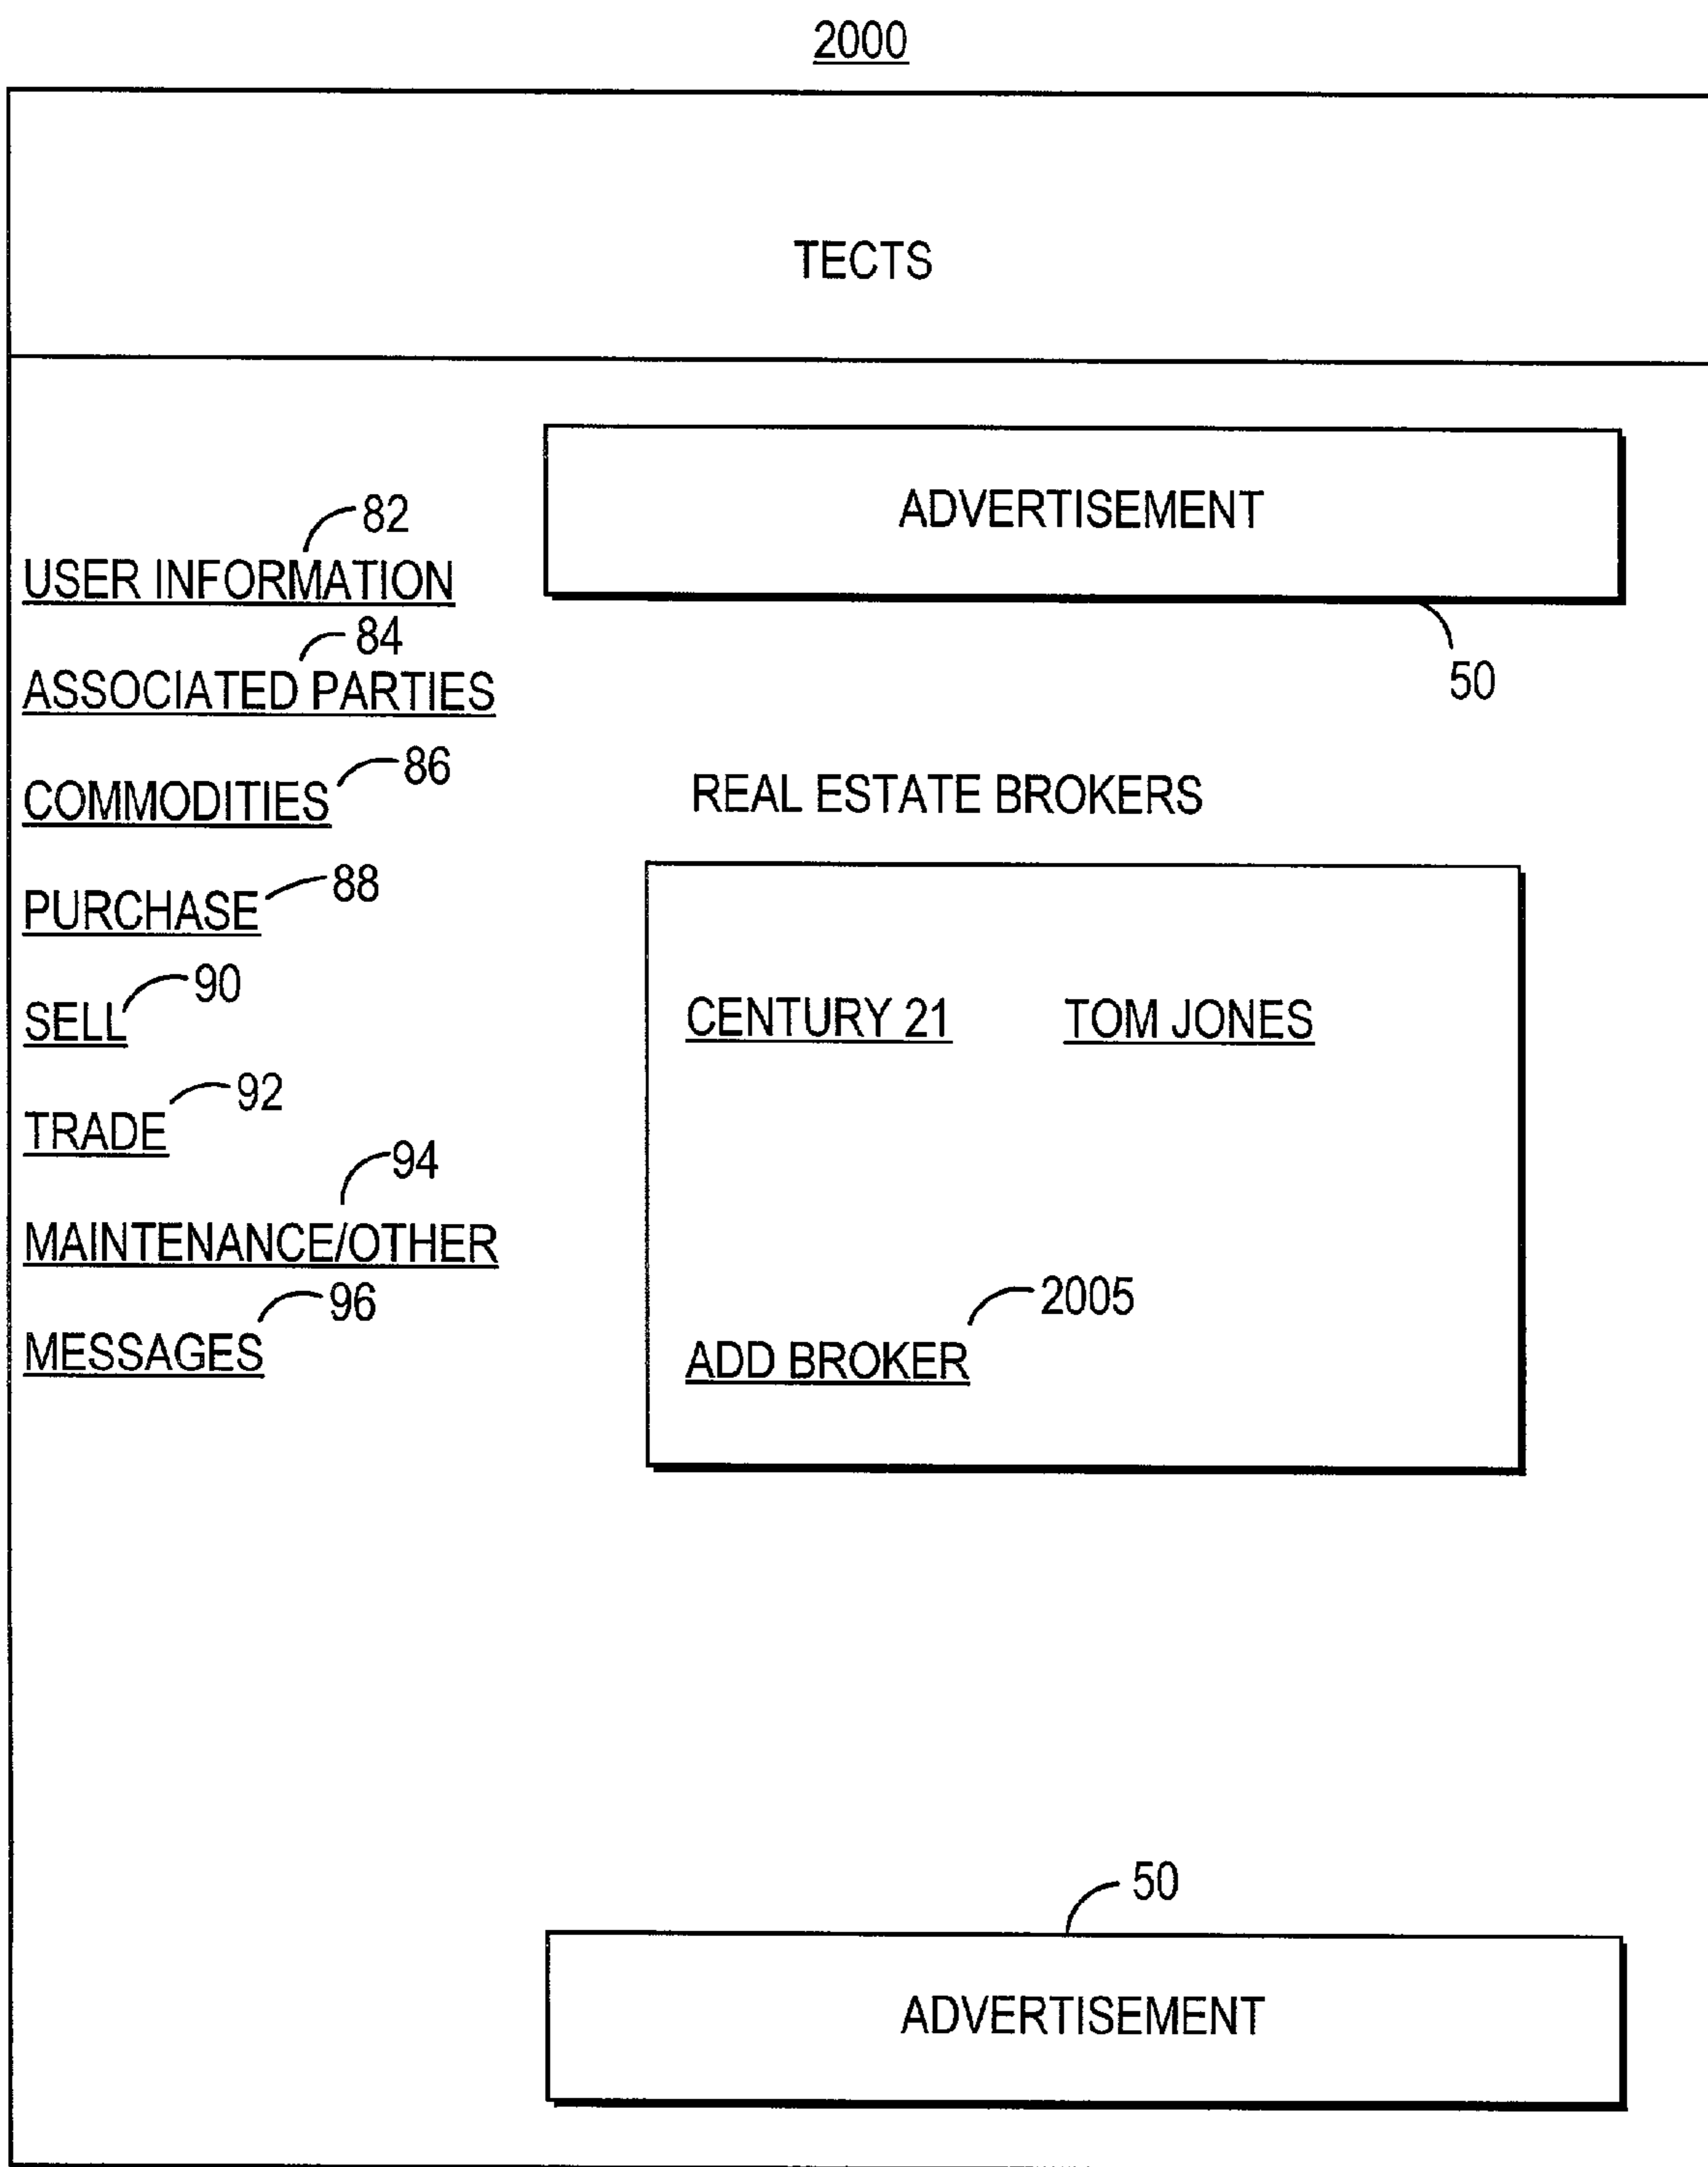 2000
TECTS
ADVERTISEMENT
50
82
USER INFORMATION
84
ASSOCIATED PARTIES
86
COMMODITIES
88
PURCHASE
90
SELL
92
TRADE
94
MAINTENANCE/OTHER
96
MESSAGES
REAL ESTATE BROKERS
CENTURY 21 TOM JONES
2005
ADD BROKER
50
ADVERTISEMENT